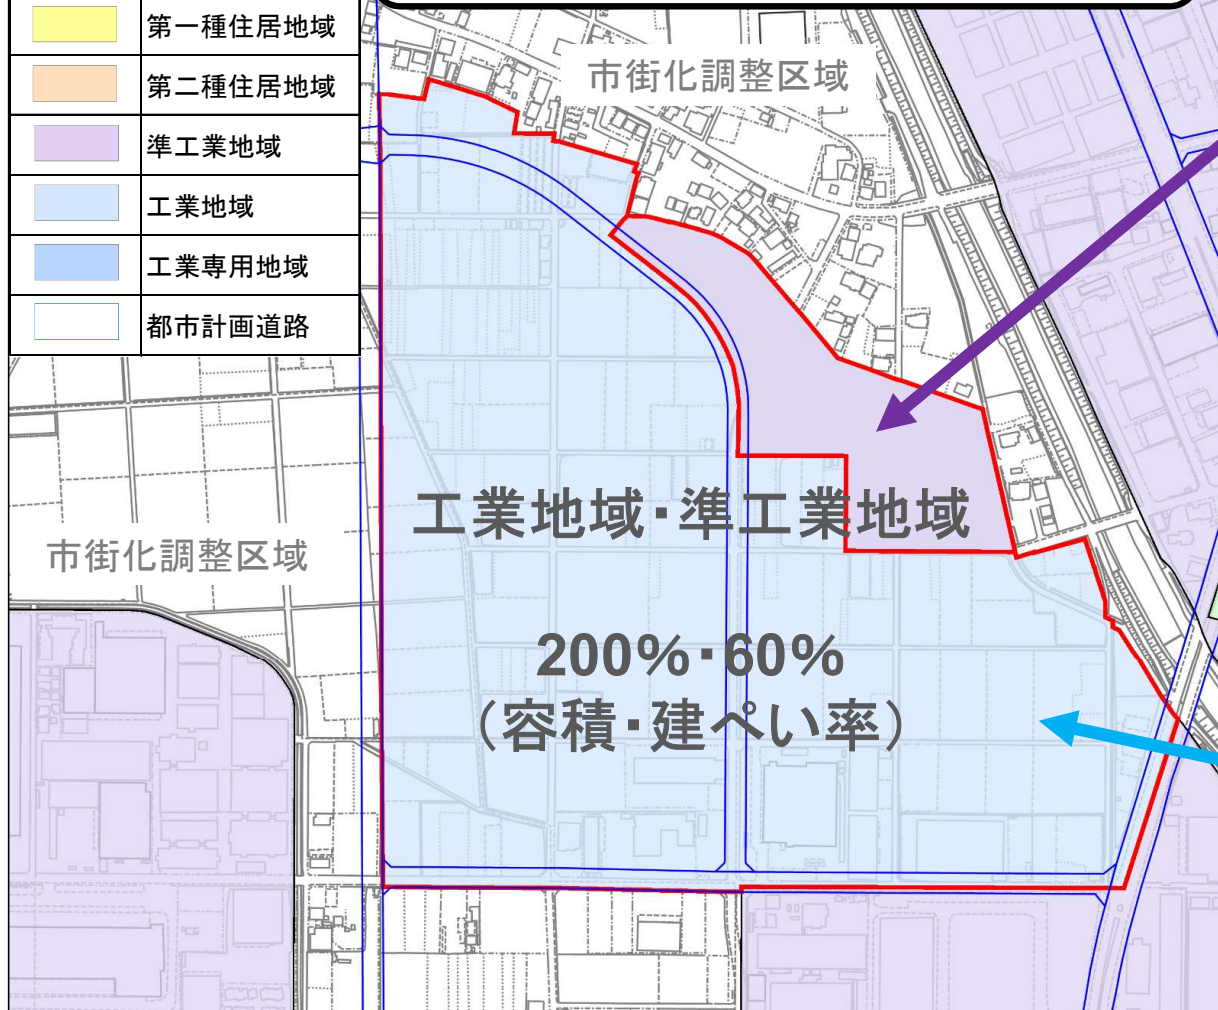 第一種住居地域
第二種住居地域
準工業地域
工業地域
工業専用地域
都市計画道路
市街化調整区域
市街化調整区域
工業地域・準工業地域
200%・60%
（容積・建ぺい率）